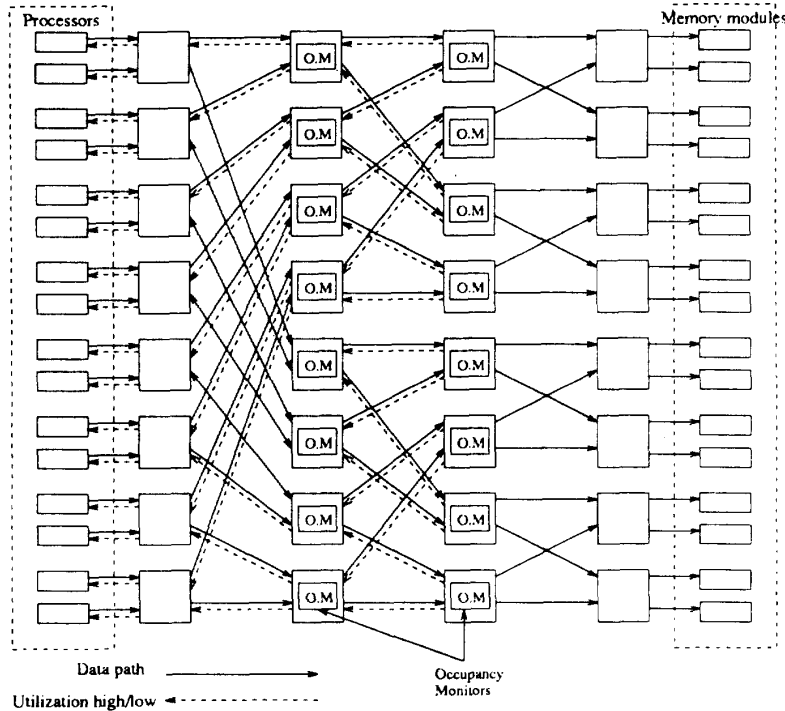 Processors
Memory modules
O.M O.M
O.M O.M
O.M O.M
O.M O.M
O.M O.M
O.M O.M
O.M O.M
O.M O.M
Data path
Occupancy
Monitors
Utilization high/low